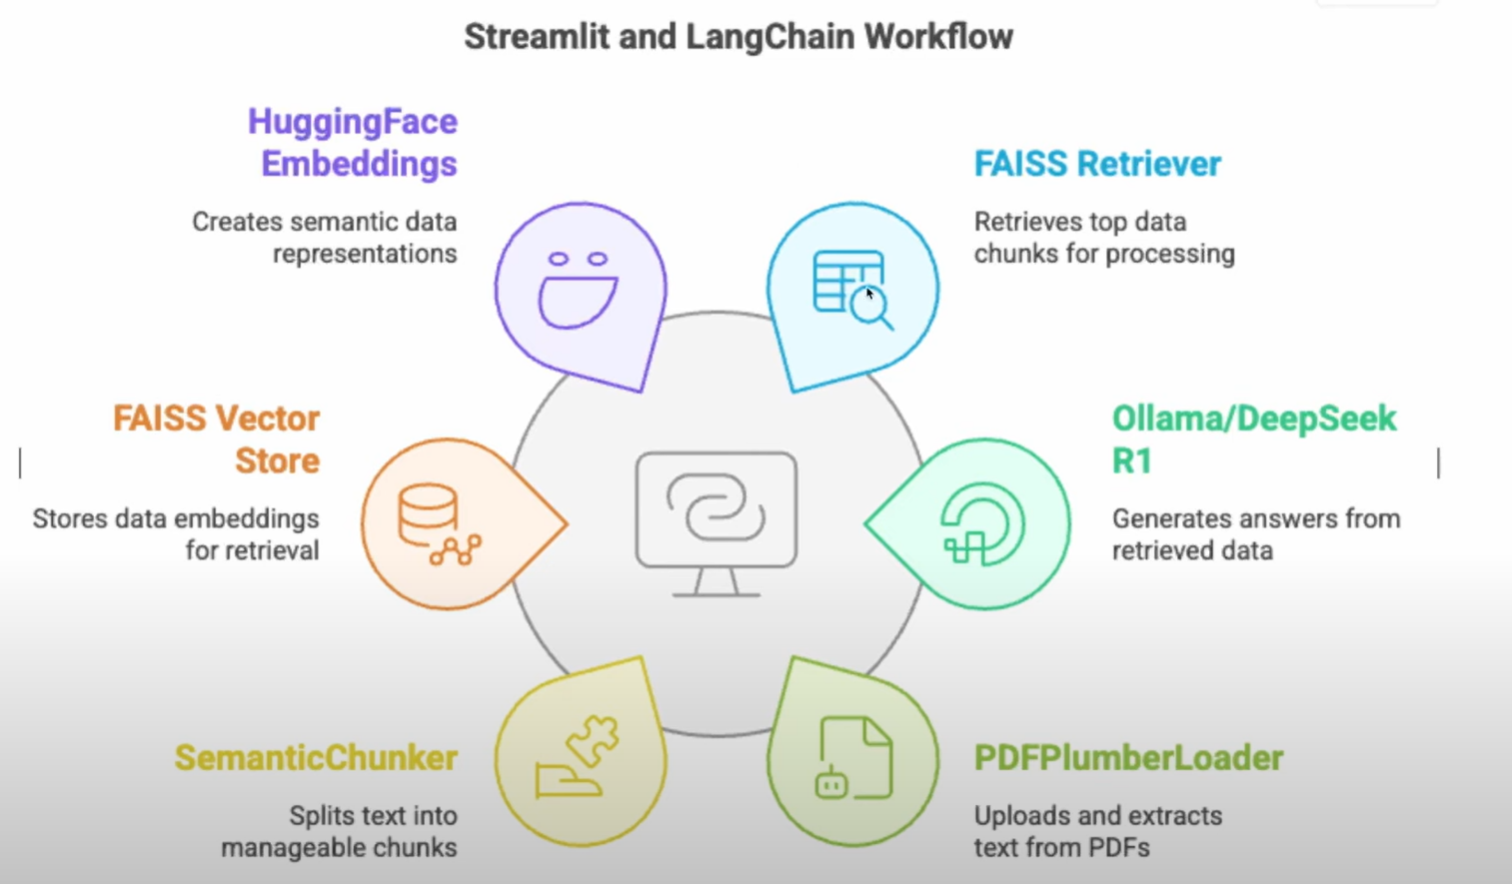 Streamlit and LangChain Workflow
HuggingFace
Embeddings
Creates semantic data
representations
FAISS Retriever
Retrieves top data
chunks for processing
FAISS Vector
Store
Stores data embeddings
for retrieval
Ollama/DeepSeek
R1
Generates answers from
retrieved data
SemanticChunker
Splits text into
manageable chunks
PDFPlumberLoader
Uploads and extracts
text from PDFs